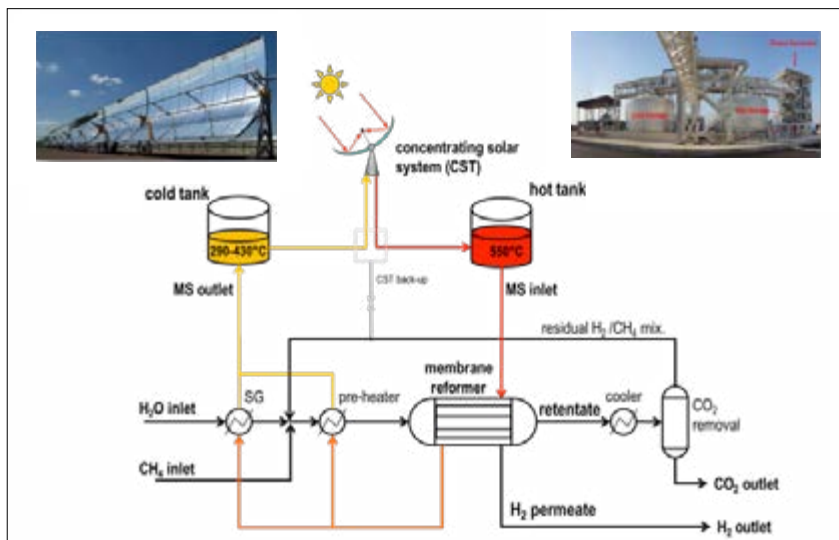 concentrating solar
system (CST)
cold tank
hot tank
290-430°C
550°C
CST back-up
MS outlet
MS inlet
residual H₂ /CH₄ mix.
membrane
reformer
SG
pre-heater
H₂O inlet
retentate
cooler
CO₂
removal
CH₄ inlet
CO₂ outlet
H₂ permeate
H₂ outlet